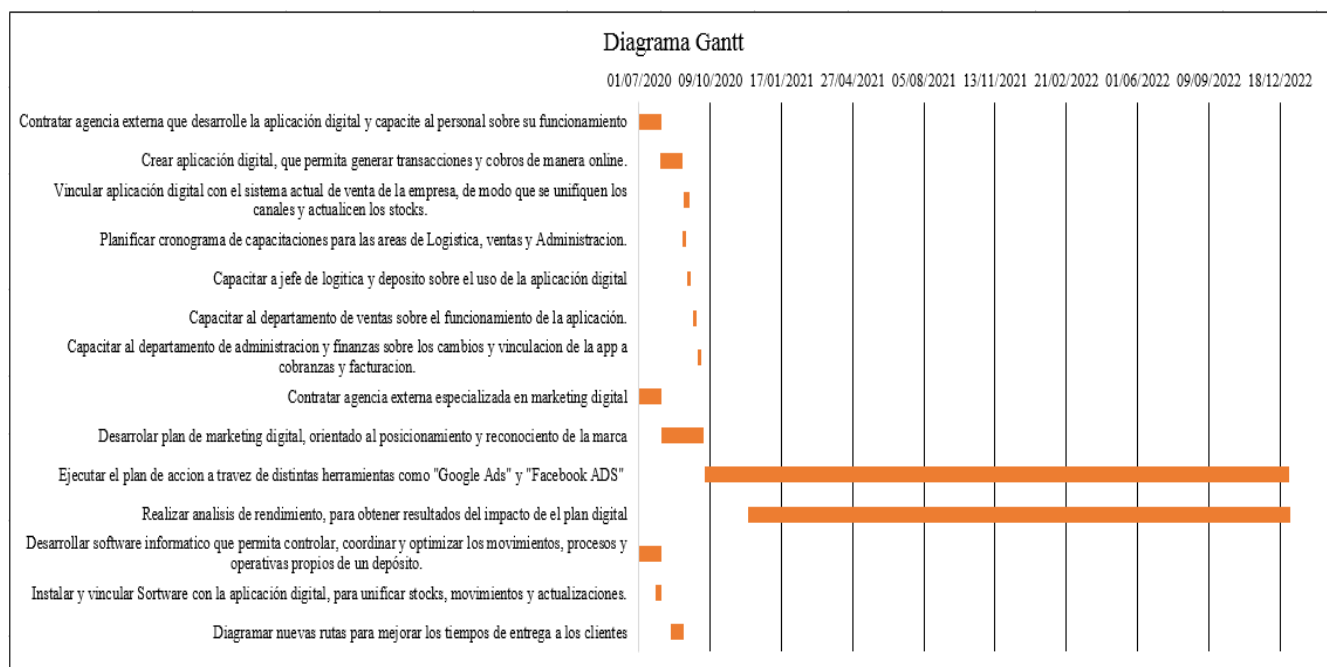 Diagrama Gantt
01/07/2020 09/10/2020 17/01/2021 27/04/2021 05/08/2021 13/11/2021 21/02/2022 01/06/2022 09/09/2022 18/12/2022
Contratar agencia externa que desarrolle la aplicación digital y capacite al personal sobre su funcionamiento
Crear aplicación digital, que permita generar transacciones y cobros de manera online.
Vincular aplicación digital con el sistema actual de venta de la empresa, de modo que se unifiquen los
canales y actualicen los stocks.
Planificar cronograma de capacitaciones para las areas de Logistica, ventas y Administracion.
Capacitar a jefe de logitica y deposito sobre el uso de la aplicación digital
Capacitar al departamento de ventas sobre el funcionamiento de la aplicación.
Capacitar al departamento de administracion y finanzas sobre los cambios y vinculacion de la app a
cobranzas y facturacion.
Contratar agencia externa especializada en marketing digital
Desarrolar plan de marketing digital, orientado al posicionamiento y reconociento de la marca
Ejecutar el plan de accion a travez de distintas herramientas como "Google Ads" y "Facebook ADS"
Realizar analisis de rendimiento, para obtener resultados del impacto de el plan digital
Desarrollar software informatico que permita controlar, coordinar y optimizar los movimientos, procesos y
operativas propios de un depósito.
Instalar y vincular Sortware con la aplicación digital, para unificar stocks, movimientos y actualizaciones.
Diagramar nuevas rutas para mejorar los tiempos de entrega a los clientes